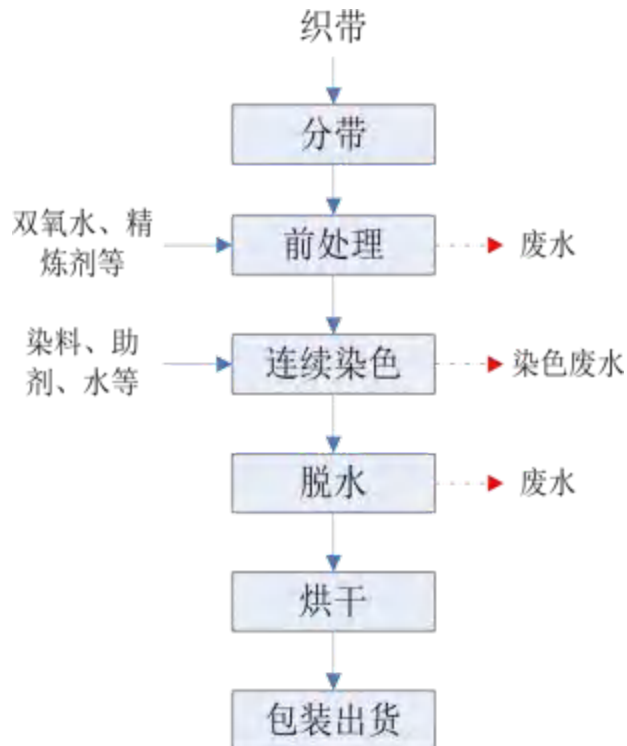 织带
分带
双氧水、精
炼剂等
前处理
废水
染料、助
剂、水等
连续染色
染色废水
脱水
废水
烘干
包装出货